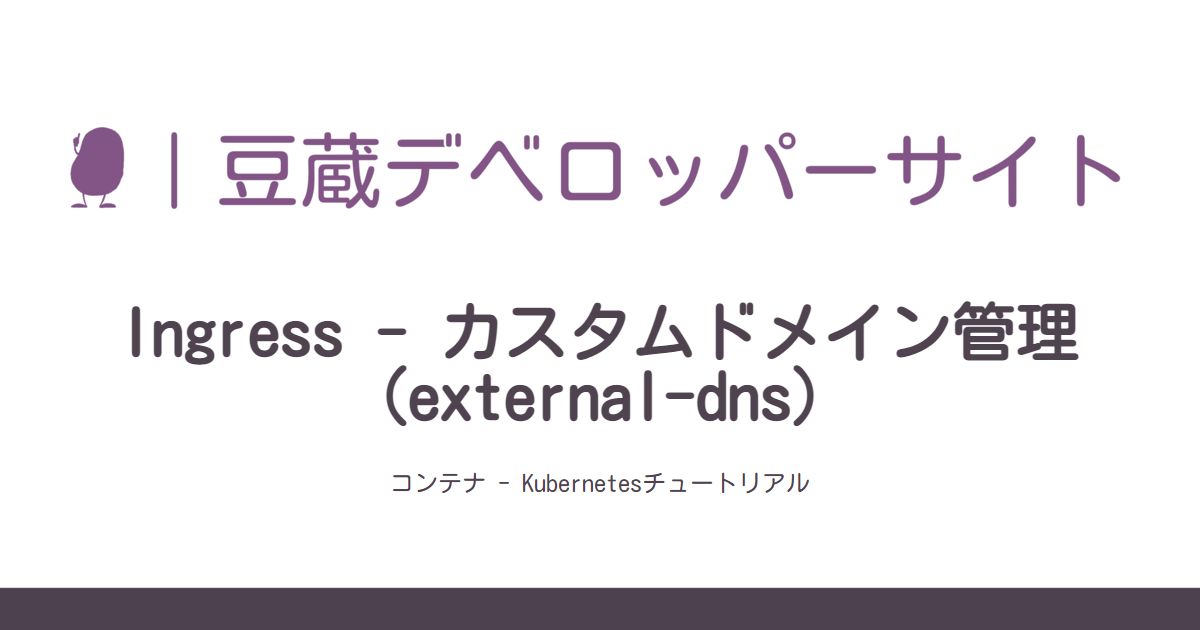 |豆蔵デベロッパーサイト
Ingress - カスタムドメイン管理
(external-dns)
コンテナ - Kubernetesチュートリアル